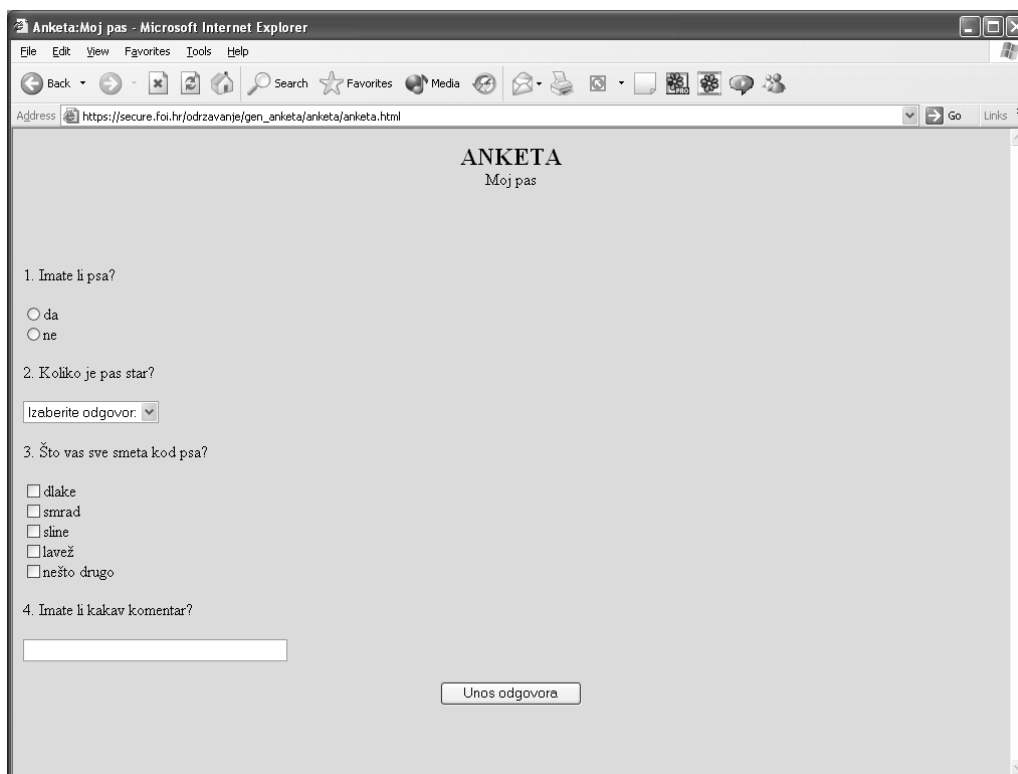 Anketa:Moj pas - Microsoft Internet Explorer
File Edit View Favorites Tools Help
Back Search Favorites Media PRO
Address https://secure.foi.hr/odrzavanje/gen_anketa/anketa/anketa.html Go Links
ANKETA
Moj pas
1. Imate li psa?
da
ne
2. Koliko je pas star?
Izaberite odgovor:
3. Što vas sve smeta kod psa?
dlake
smrad
sline
lavež
nešto drugo
4. Imate li kakav komentar?
Unos odgovora